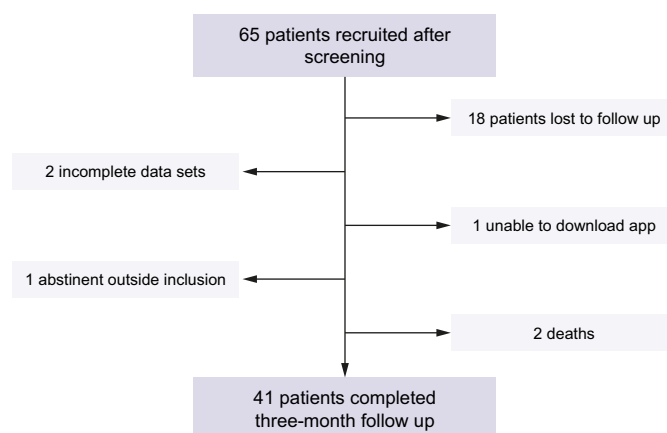 65 patients recruited after
screening
18 patients lost to follow up
2 incomplete data sets
1 unable to download app
1 abstinent outside inclusion
2 deaths
41 patients completed
three-month follow up